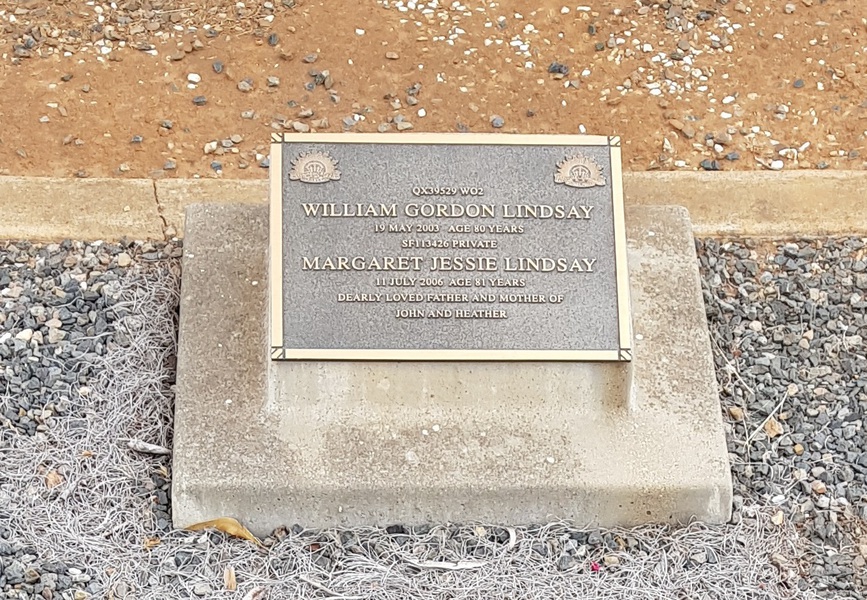 QX39529 WO2
WILLIAM GORDON LINDSAY
19 MAY 2003 AGE 80 YEARS
SF113426 PRIVATE
MARGARET JESSIE LINDSAY
11 JULY 2006 AGE 81 YEARS
DEARLY LOVED FATHER AND MOTHER OF
JOHN AND HEATHER